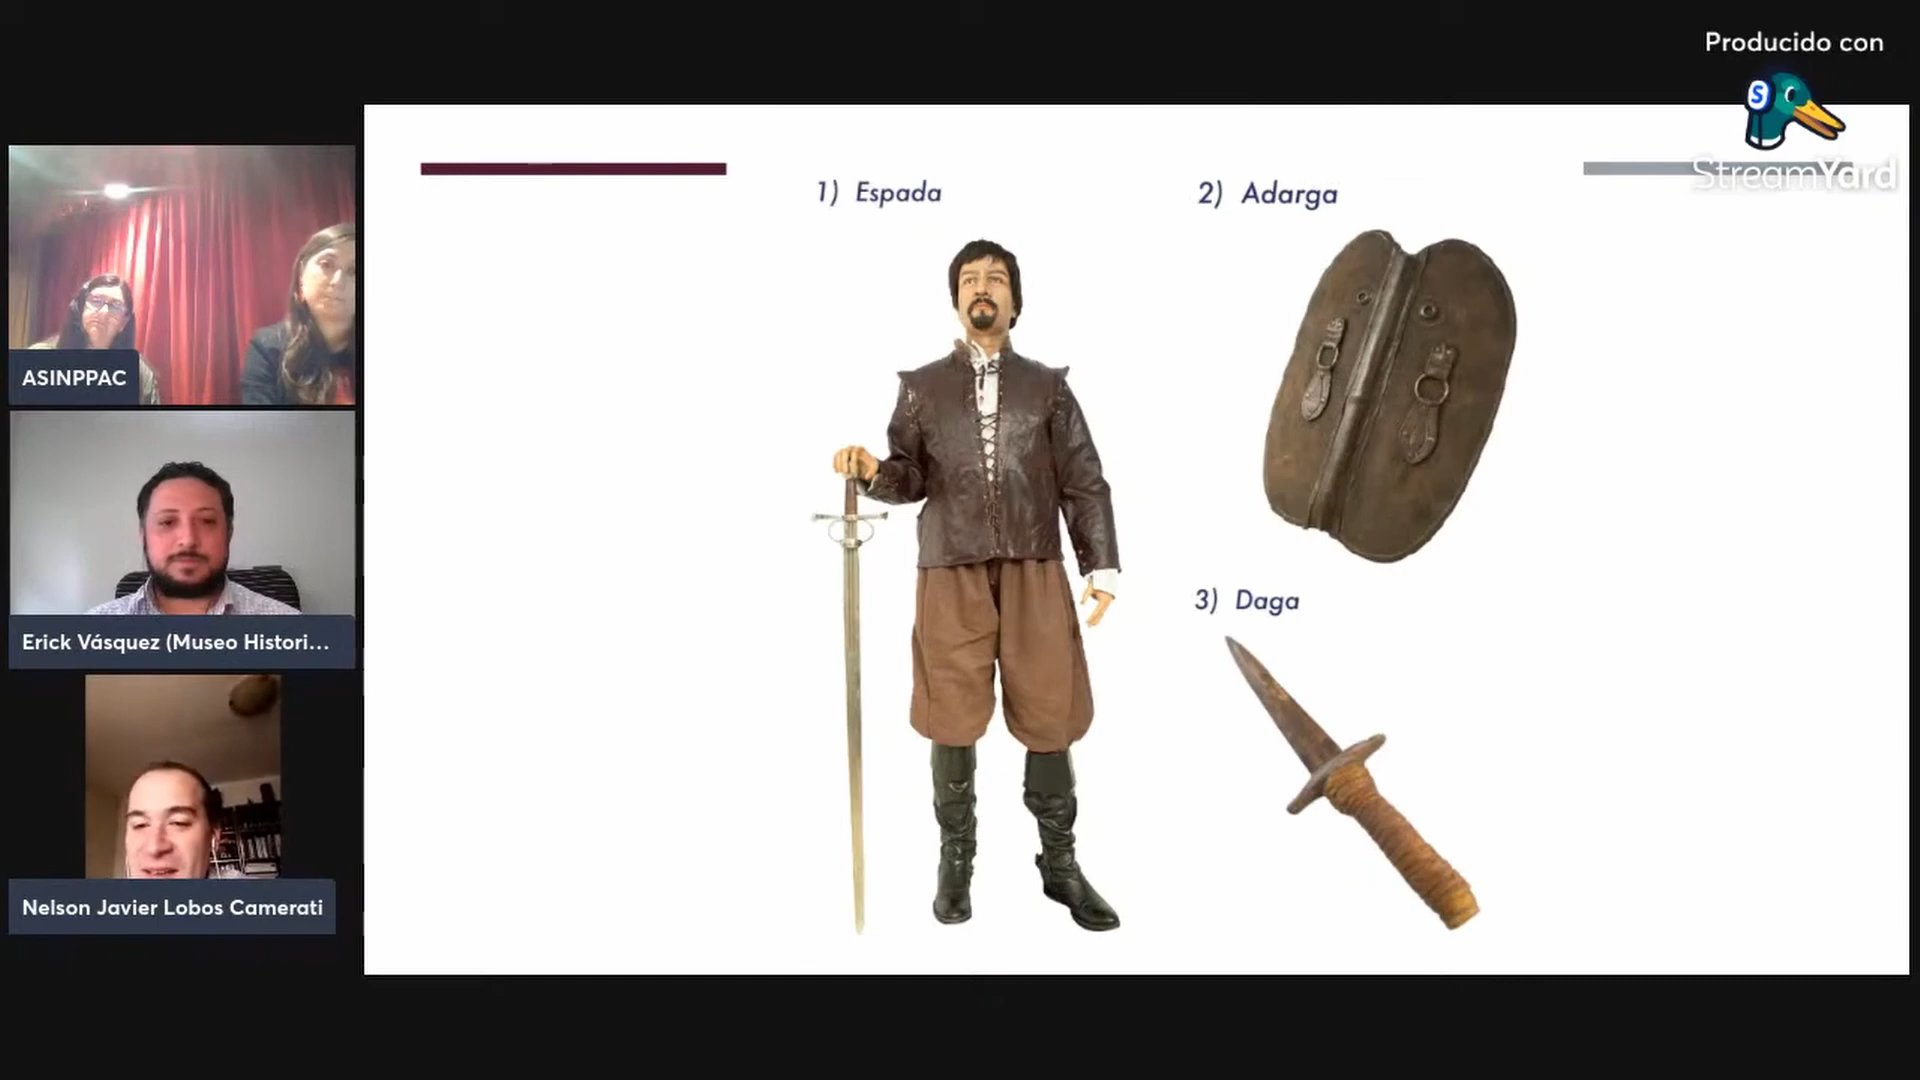 Producido con
S
StreamYard
1) Espada
2) Adarga
3) Daga
ASINPPAC
Erick Vásquez (Museo Histori...
Nelson Javier Lobos Camerati